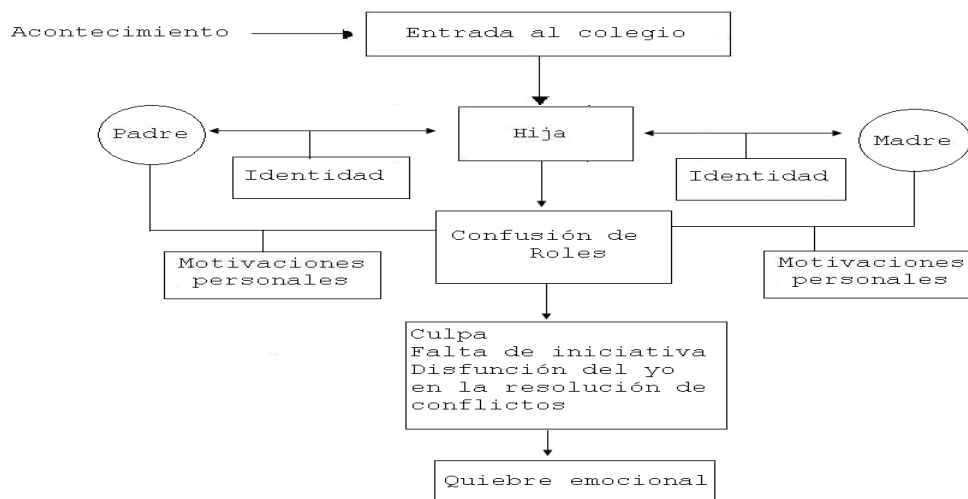 Acontecimiento
Entrada al colegio
Padre
Hija
Madre
Identidad
Identidad
Confusión de
Roles
Motivaciones
personales
Motivaciones
personales
Culpa
Falta de iniciativa
Disfunción del yo
en la resolución de
conflictos
Quiebre emocional